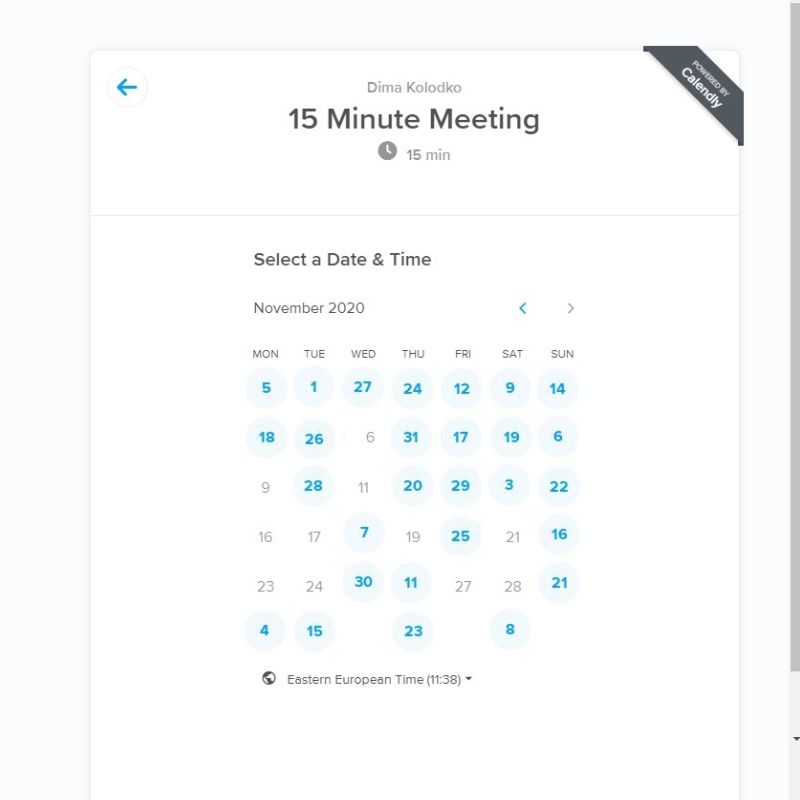 POWERED BY
Calendly
Dima Kolodko
15 Minute Meeting
15 min
Select a Date & Time
November 2020
MON TUE WED THU FRI SAT SUN
5 1 27 24 12 9 14
18 26 6 31 17 19 6
9 28 11 20 29 3 22
16 17 7 19 25 21 16
23 24 30 11 27 28 21
4 15 23 8
Eastern European Time (11:38)